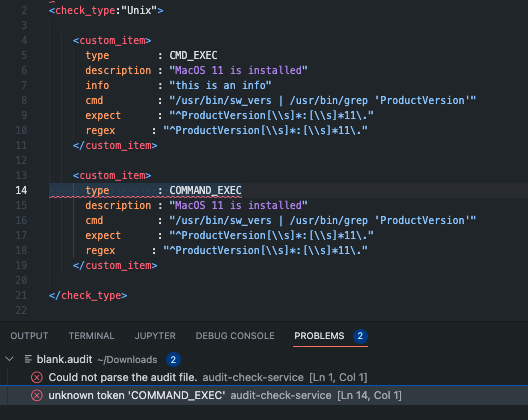 2 <check_type:"Unix">
3
4 <custom_item>
5 type : CMD_EXEC
6 description : "MacOS 11 is installed"
7 info : "this is an info"
8 cmd : "/usr/bin/sw_vers | /usr/bin/grep 'ProductVersion'"
9 expect : "^ProductVersion[\\s]*:[\\s]*11\."
10 regex : "^ProductVersion[\\s]*:[\\s]*11\."
11 </custom_item>
12
13 <custom_item>
14 type : COMMAND_EXEC
15 description : "MacOS 11 is installed"
16 cmd : "/usr/bin/sw_vers | /usr/bin/grep 'ProductVersion'"
17 expect : "^ProductVersion[\\s]*:[\\s]*11\."
18 regex : "^ProductVersion[\\s]*:[\\s]*11\."
19 </custom_item>
20
21 </check_type>
22
OUTPUT TERMINAL JUPYTER DEBUG CONSOLE PROBLEMS 2
blank.audit ~/Downloads 2
Could not parse the audit file. audit-check-service [Ln 1, Col 1]
unknown token 'COMMAND_EXEC' audit-check-service [Ln 14, Col 1]